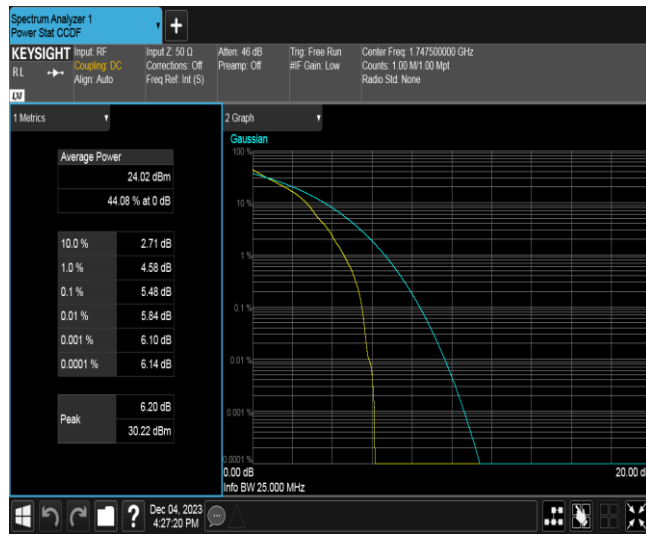 Spectrum Analyzer 1
Power Stat CCDF
+
KEYSIGHT
RL
LXI
Input: RF
Coupling: DC
Align: Auto
Input Z: 50 Ω
Corrections: Off
Freq Ref: Int (S)
Atten: 46 dB
Preamp: Off
Trig: Free Run
#IF Gain: Low
Center Freq: 1.747500000 GHz
Counts: 1.00 M/1.00 Mpt
Radio Std: None
1 Metrics
Average Power
24.02 dBm
44.08 % at 0 dB
10.0 % 2.71 dB
1.0 % 4.58 dB
0.1 % 5.48 dB
0.01 % 5.84 dB
0.001 % 6.10 dB
0.0001 % 6.14 dB
Peak
6.20 dB
30.22 dBm
2 Graph
Gaussian
100 %
10 %
1 %
0.1 %
0.01 %
0.001 %
0.0001 %
0.00 dB
20.00 d
Info BW 25.000 MHz
?
Dec 04, 2023
4:27:20 PM